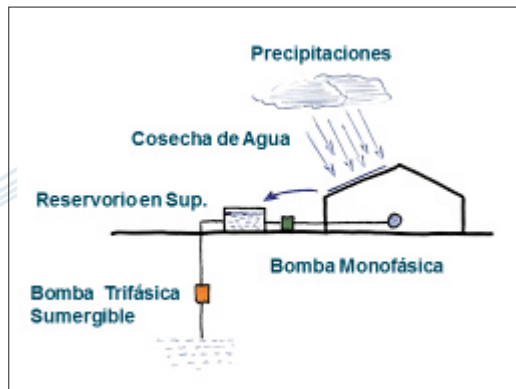 Precipitaciones
Cosecha de Agua
Reservorio en Sup.
Bomba Monofásica
Bomba Trifásica
Sumergible